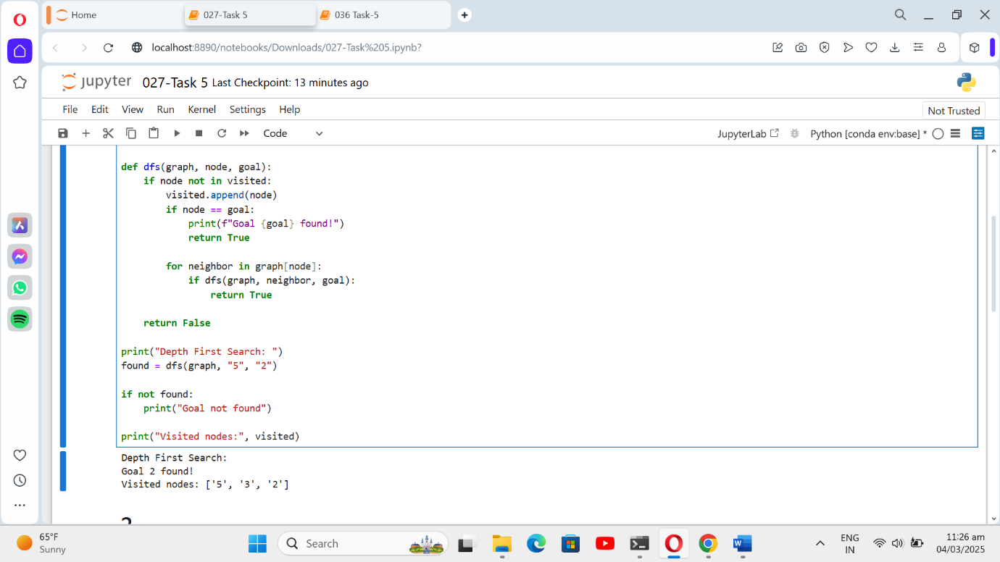 Home
027-Task 5
036 Task-5
localhost:8890/notebooks/Downloads/027-Task%205.ipynb?
jupyter 027-Task 5 Last Checkpoint: 13 minutes ago
File Edit View Run Kernel Settings Help
Not Trusted
Code
JupyterLab
Python [conda env:base] *
def dfs(graph, node, goal):
    if node not in visited:
        visited.append(node)
        if node == goal:
            print(f"Goal {goal} found!")
            return True
        for neighbor in graph[node]:
            if dfs(graph, neighbor, goal):
                return True
    return False
print("Depth First Search: ")
found = dfs(graph, "5", "2")
if not found:
    print("Goal not found")
print("Visited nodes:", visited)
Depth First Search:
Goal 2 found!
Visited nodes: ['5', '3', '2']
65°F
Sunny
Search
ENG
IN
11:26 am
04/03/2025